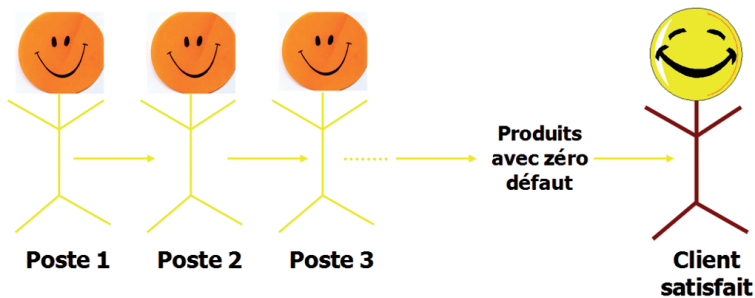 Produits
avec zéro
défaut
Poste 1
Poste 2
Poste 3
Client
satisfait